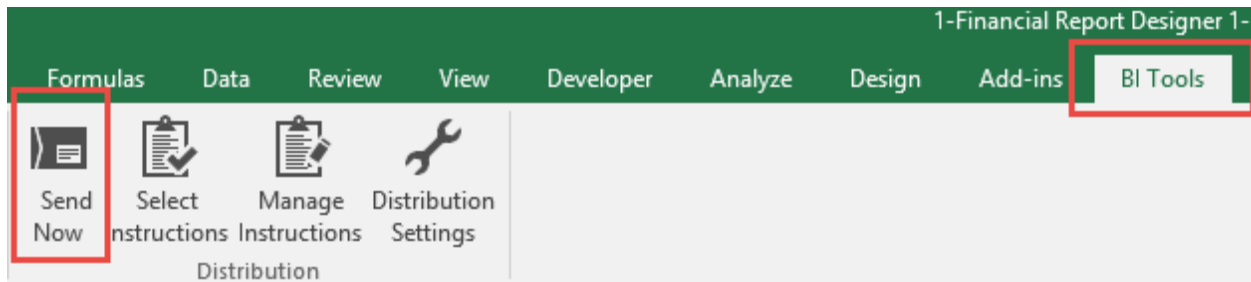 1-Financial Report Designer 1-
Formulas Data Review View Developer Analyze Design Add-ins BI Tools
Send Select Manage Distribution
Now nstructions Instructions Settings
Distribution